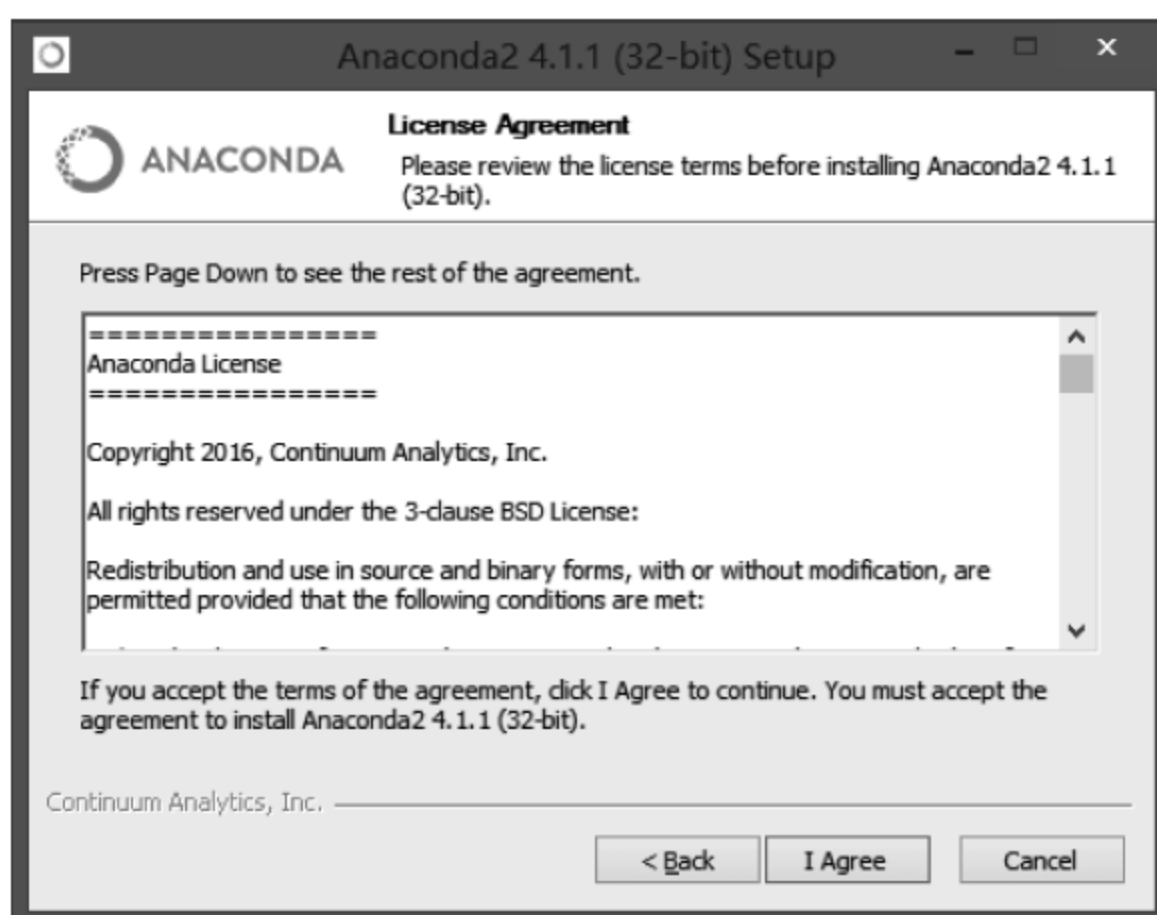 Anaconda2 4.1.1 (32-bit) Setup
ANACONDA
License Agreement
Please review the license terms before installing Anaconda2 4.1.1
(32-bit).
Press Page Down to see the rest of the agreement.
================
Anaconda License
================
Copyright 2016, Continuum Analytics, Inc.
All rights reserved under the 3-clause BSD License:
Redistribution and use in source and binary forms, with or without modification, are
permitted provided that the following conditions are met:
If you accept the terms of the agreement, click I Agree to continue. You must accept the
agreement to install Anaconda2 4.1.1 (32-bit).
Continuum Analytics, Inc.
< Back
I Agree
Cancel